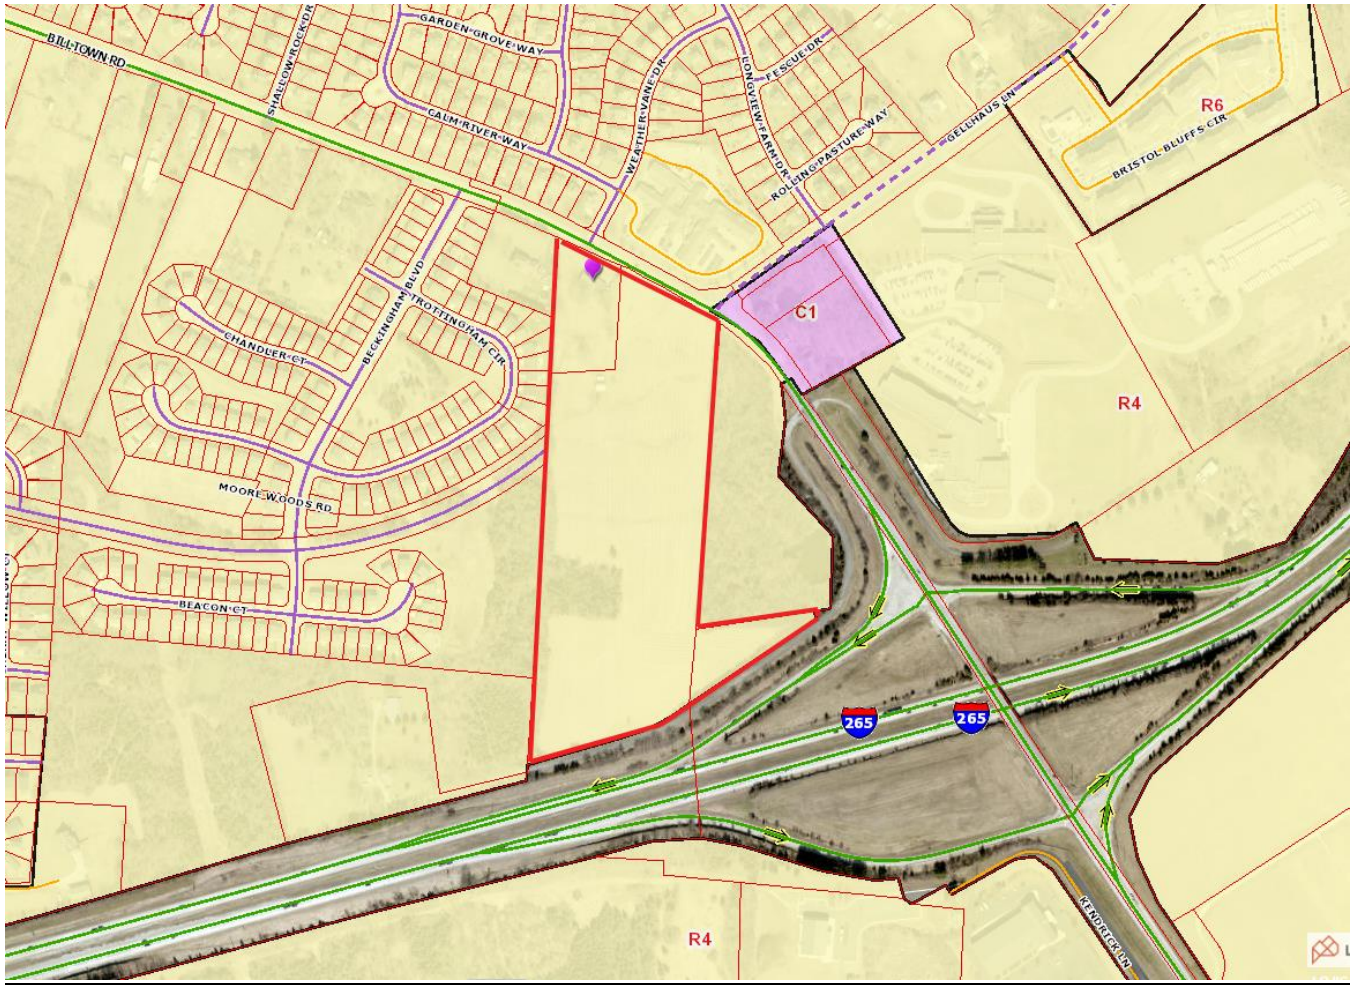 BILLTOWN RD
SHALLOW ROCK DR
GARDEN GROVE WAY
CALM RIVER WAY
WEATHER VANE DR
LONGVIEW FARM DR
FESCUE DR
ROLLING PASTURE WAY
GELLHAUS LN
R6
BRISTOL BLUFFS CIR
BECKINGHAM BLVD
TROTTINGHAM CIR
CHANDLER CT
C1
R4
MOORE WOODS RD
BEACON CT
265
265
KENDRICK LN
R4